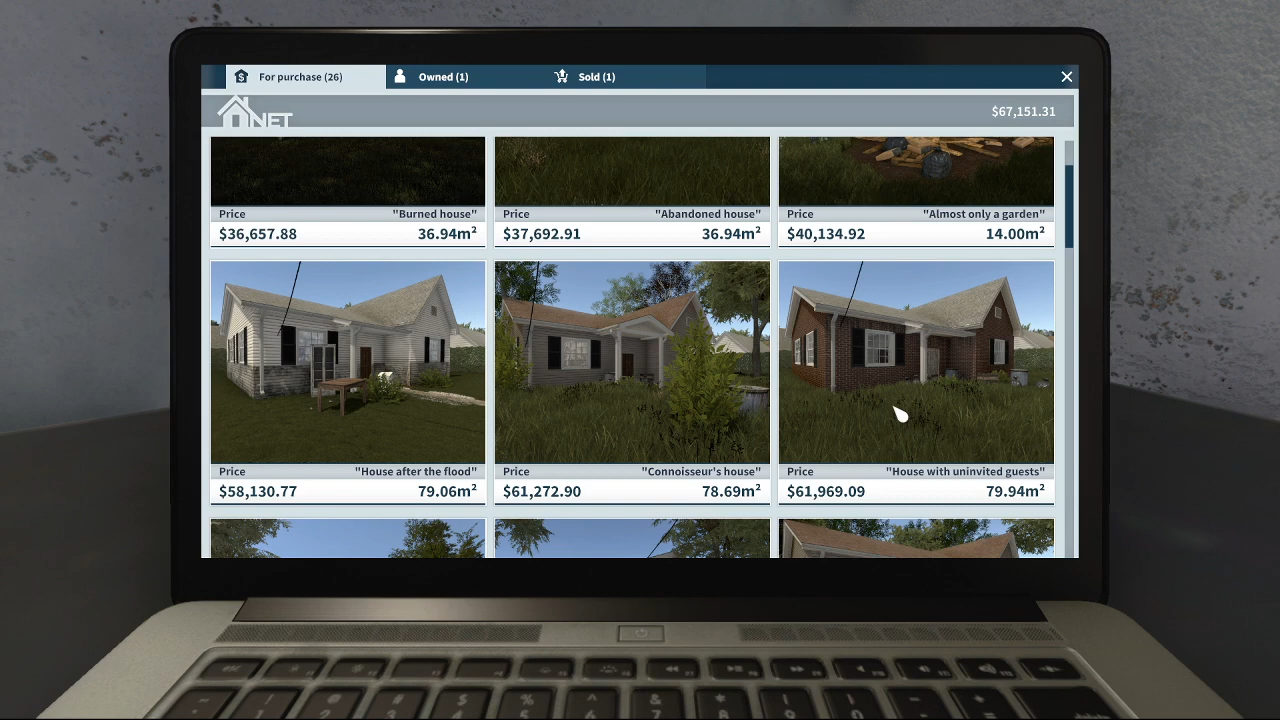 For purchase (26)
Owned (1)
Sold (1)
NET
$67,151.31
Price "Burned house"
$36,657.88 36.94m²
Price "Abandoned house"
$37,692.91 36.94m²
Price "Almost only a garden"
$40,134.92 14.00m²
Price "House after the flood"
$58,130.77 79.06m²
Price "Connoisseur's house"
$61,272.90 78.69m²
Price "House with uninvited guests"
$61,969.09 79.94m²